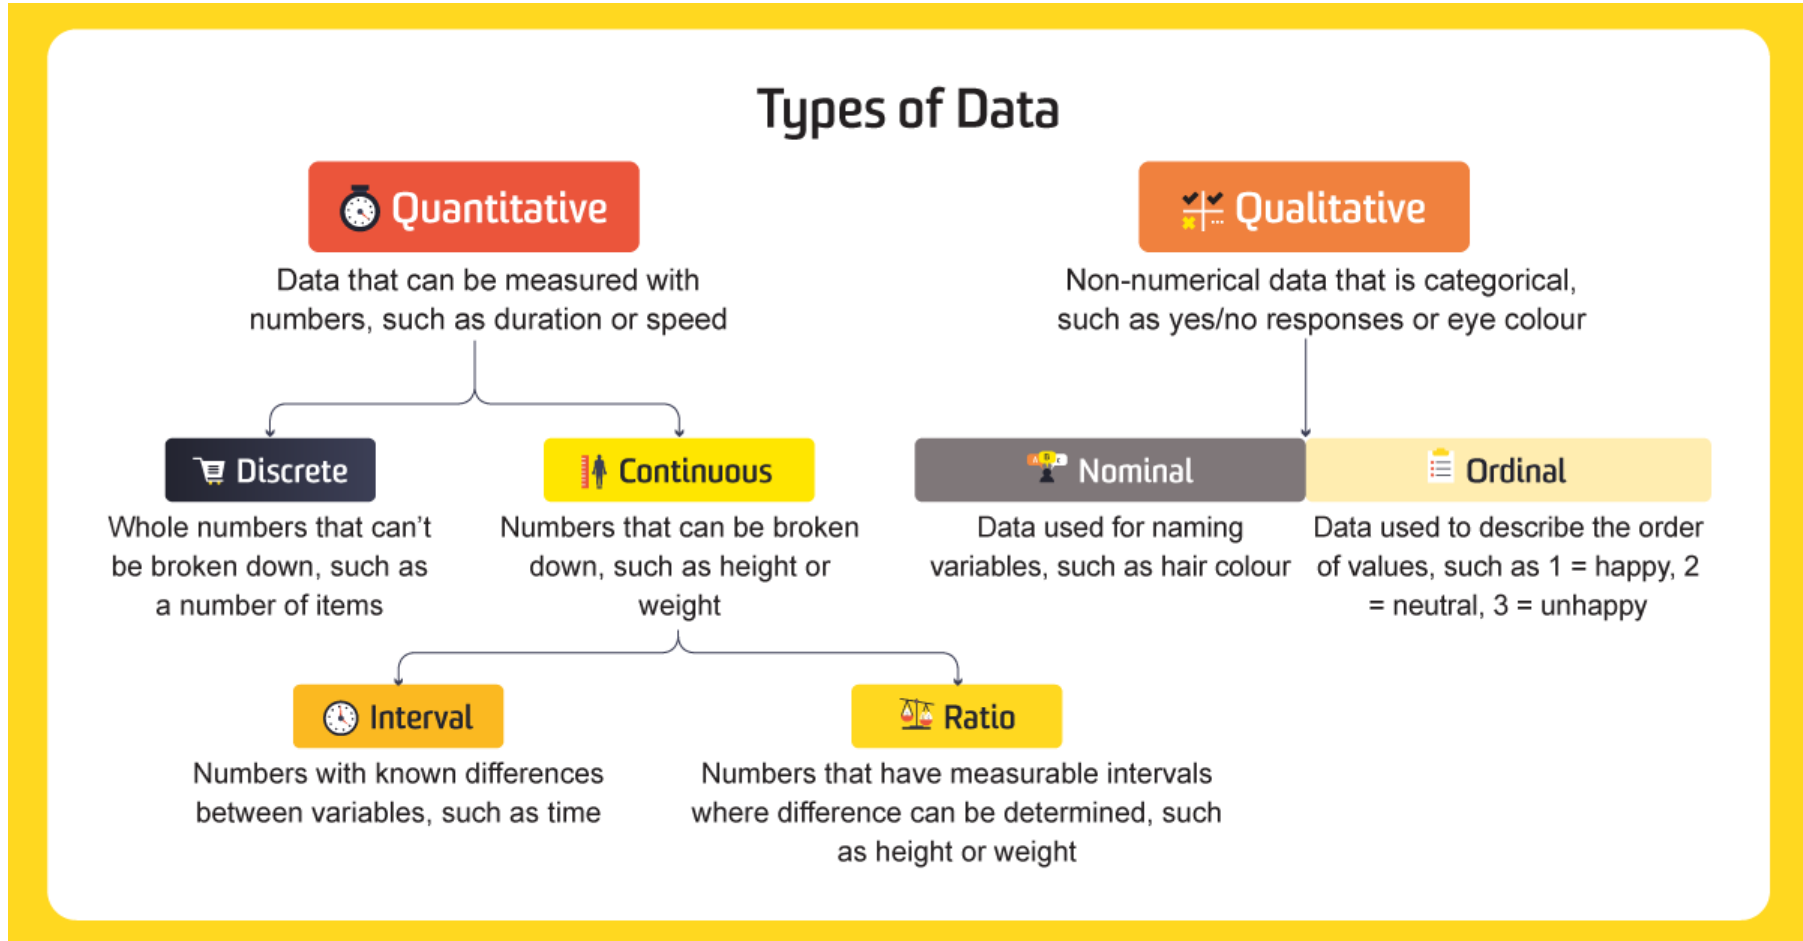 Types of Data
Quantitative
Data that can be measured with
numbers, such as duration or speed
Qualitative
Non-numerical data that is categorical,
such as yes/no responses or eye colour
Discrete
Whole numbers that can't
be broken down, such as
a number of items
Continuous
Numbers that can be broken
down, such as height or
weight
A B C
Nominal
Data used for naming
variables, such as hair colour
Ordinal
Data used to describe the order
of values, such as 1 = happy, 2
= neutral, 3 = unhappy
Interval
Numbers with known differences
between variables, such as time
Ratio
Numbers that have measurable intervals
where difference can be determined, such
as height or weight